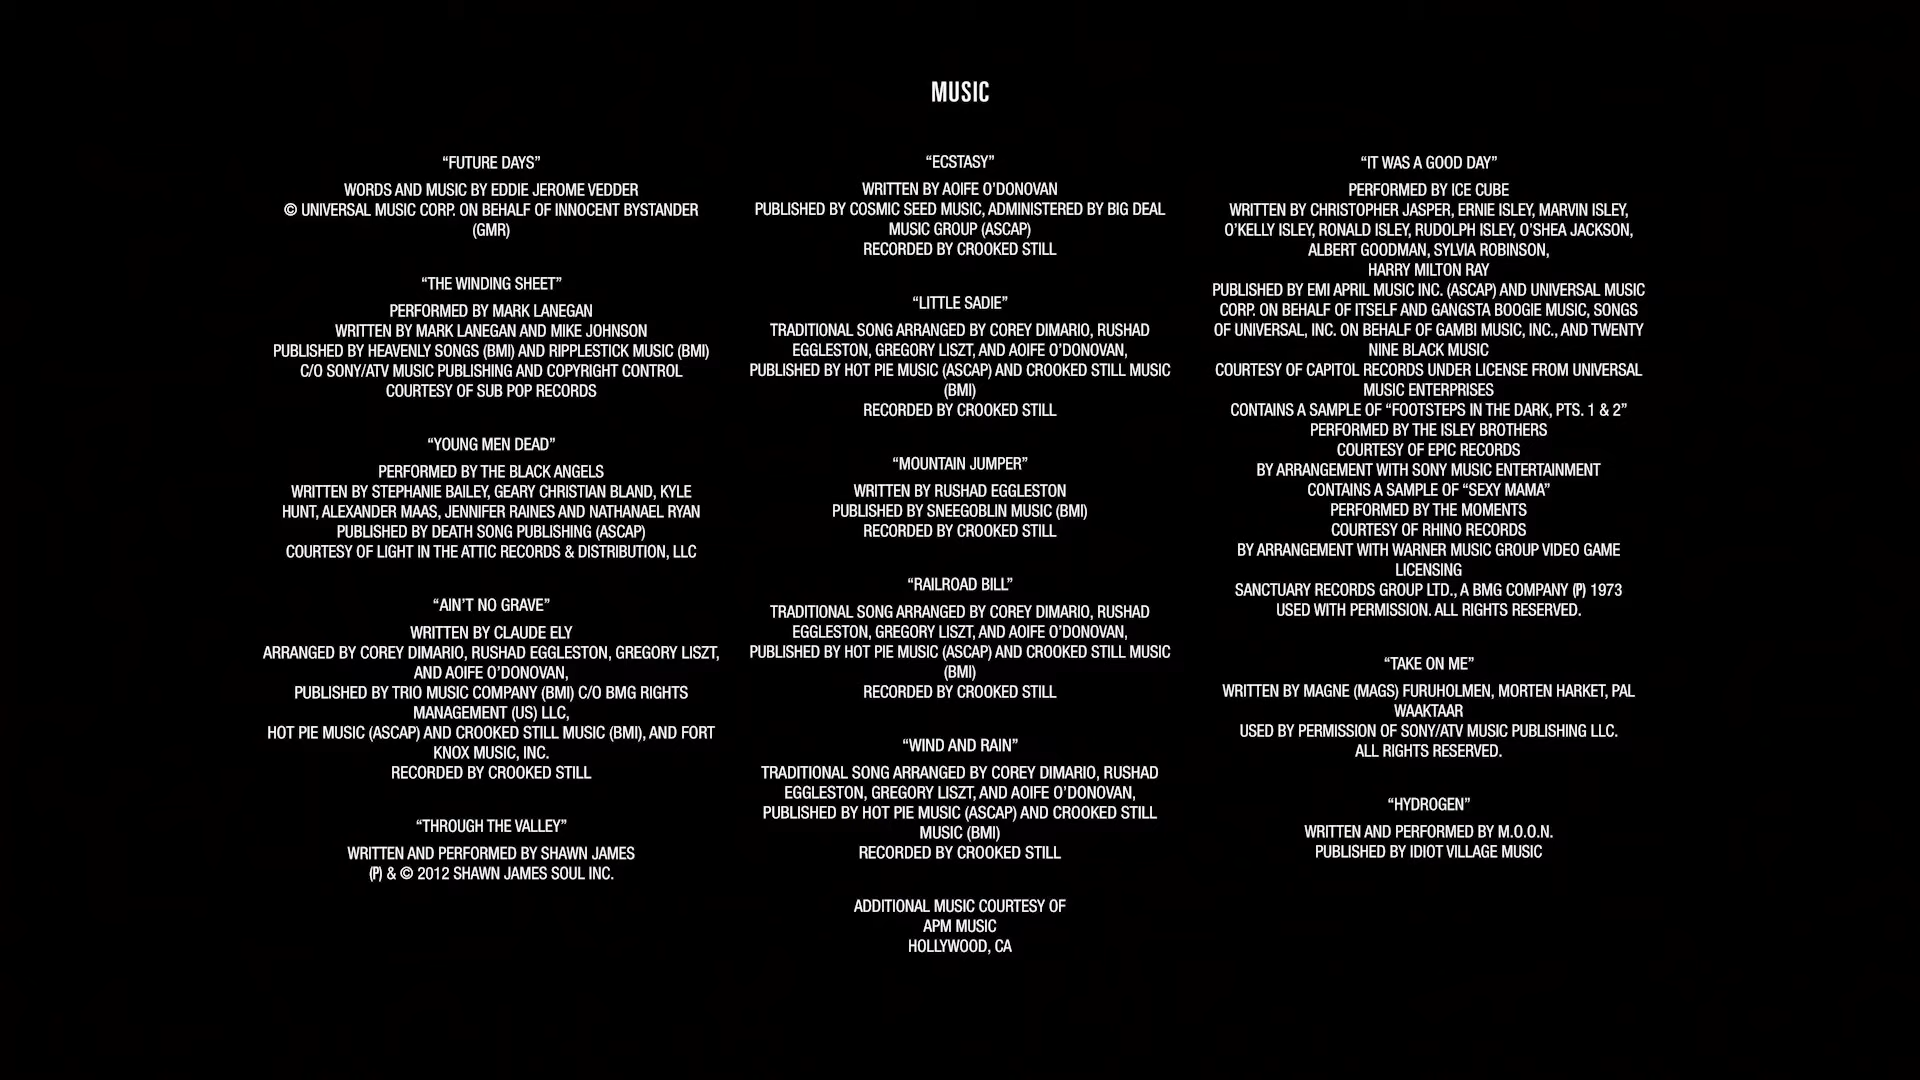 MUSIC
“FUTURE DAYS”
WORDS AND MUSIC BY EDDIE JEROME VEDDER
© UNIVERSAL MUSIC CORP. ON BEHALF OF INNOCENT BYSTANDER
(GMR)
“THE WINDING SHEET”
PERFORMED BY MARK LANEGAN
WRITTEN BY MARK LANEGAN AND MIKE JOHNSON
PUBLISHED BY HEAVENLY SONGS (BMI) AND RIPPLESTICK MUSIC (BMI)
C/O SONY/ATV MUSIC PUBLISHING AND COPYRIGHT CONTROL
COURTESY OF SUB POP RECORDS
“YOUNG MEN DEAD”
PERFORMED BY THE BLACK ANGELS
WRITTEN BY STEPHANIE BAILEY, GEARY CHRISTIAN BLAND, KYLE
HUNT, ALEXANDER MAAS, JENNIFER RAINES AND NATHANAEL RYAN
PUBLISHED BY DEATH SONG PUBLISHING (ASCAP)
COURTESY OF LIGHT IN THE ATTIC RECORDS & DISTRIBUTION, LLC
“AIN’T NO GRAVE”
WRITTEN BY CLAUDE ELY
ARRANGED BY COREY DIMARIO, RUSHAD EGGLESTON, GREGORY LISZT,
AND AOIFE O’DONOVAN,
PUBLISHED BY TRIO MUSIC COMPANY (BMI) C/O BMG RIGHTS
MANAGEMENT (US) LLC,
HOT PIE MUSIC (ASCAP) AND CROOKED STILL MUSIC (BMI), AND FORT
KNOX MUSIC, INC.
RECORDED BY CROOKED STILL
“THROUGH THE VALLEY”
WRITTEN AND PERFORMED BY SHAWN JAMES
(P) & © 2012 SHAWN JAMES SOUL INC.
“ECSTASY”
WRITTEN BY AOIFE O’DONOVAN
PUBLISHED BY COSMIC SEED MUSIC, ADMINISTERED BY BIG DEAL
MUSIC GROUP (ASCAP)
RECORDED BY CROOKED STILL
“LITTLE SADIE”
TRADITIONAL SONG ARRANGED BY COREY DIMARIO, RUSHAD
EGGLESTON, GREGORY LISZT, AND AOIFE O’DONOVAN,
PUBLISHED BY HOT PIE MUSIC (ASCAP) AND CROOKED STILL MUSIC
(BMI)
RECORDED BY CROOKED STILL
“MOUNTAIN JUMPER”
WRITTEN BY RUSHAD EGGLESTON
PUBLISHED BY SNEEGOBLIN MUSIC (BMI)
RECORDED BY CROOKED STILL
“RAILROAD BILL”
TRADITIONAL SONG ARRANGED BY COREY DIMARIO, RUSHAD
EGGLESTON, GREGORY LISZT, AND AOIFE O’DONOVAN,
PUBLISHED BY HOT PIE MUSIC (ASCAP) AND CROOKED STILL MUSIC
(BMI)
RECORDED BY CROOKED STILL
“WIND AND RAIN”
TRADITIONAL SONG ARRANGED BY COREY DIMARIO, RUSHAD
EGGLESTON, GREGORY LISZT, AND AOIFE O’DONOVAN,
PUBLISHED BY HOT PIE MUSIC (ASCAP) AND CROOKED STILL
MUSIC (BMI)
RECORDED BY CROOKED STILL
ADDITIONAL MUSIC COURTESY OF
APM MUSIC
HOLLYWOOD, CA
“IT WAS A GOOD DAY”
PERFORMED BY ICE CUBE
WRITTEN BY CHRISTOPHER JASPER, ERNIE ISLEY, MARVIN ISLEY,
O’KELLY ISLEY, RONALD ISLEY, RUDOLPH ISLEY, O’SHEA JACKSON,
ALBERT GOODMAN, SYLVIA ROBINSON,
HARRY MILTON RAY
PUBLISHED BY EMI APRIL MUSIC INC. (ASCAP) AND UNIVERSAL MUSIC
CORP. ON BEHALF OF ITSELF AND GANGSTA BOOGIE MUSIC, SONGS
OF UNIVERSAL, INC. ON BEHALF OF GAMBI MUSIC, INC., AND TWENTY
NINE BLACK MUSIC
COURTESY OF CAPITOL RECORDS UNDER LICENSE FROM UNIVERSAL
MUSIC ENTERPRISES
CONTAINS A SAMPLE OF “FOOTSTEPS IN THE DARK, PTS. 1 & 2”
PERFORMED BY THE ISLEY BROTHERS
COURTESY OF EPIC RECORDS
BY ARRANGEMENT WITH SONY MUSIC ENTERTAINMENT
CONTAINS A SAMPLE OF “SEXY MAMA”
PERFORMED BY THE MOMENTS
COURTESY OF RHINO RECORDS
BY ARRANGEMENT WITH WARNER MUSIC GROUP VIDEO GAME
LICENSING
SANCTUARY RECORDS GROUP LTD., A BMG COMPANY (P) 1973
USED WITH PERMISSION. ALL RIGHTS RESERVED.
“TAKE ON ME”
WRITTEN BY MAGNE (MAGS) FURUHOLMEN, MORTEN HARKET, PAL
WAAKTAAR
USED BY PERMISSION OF SONY/ATV MUSIC PUBLISHING LLC.
ALL RIGHTS RESERVED.
“HYDROGEN”
WRITTEN AND PERFORMED BY M.O.O.N.
PUBLISHED BY IDIOT VILLAGE MUSIC